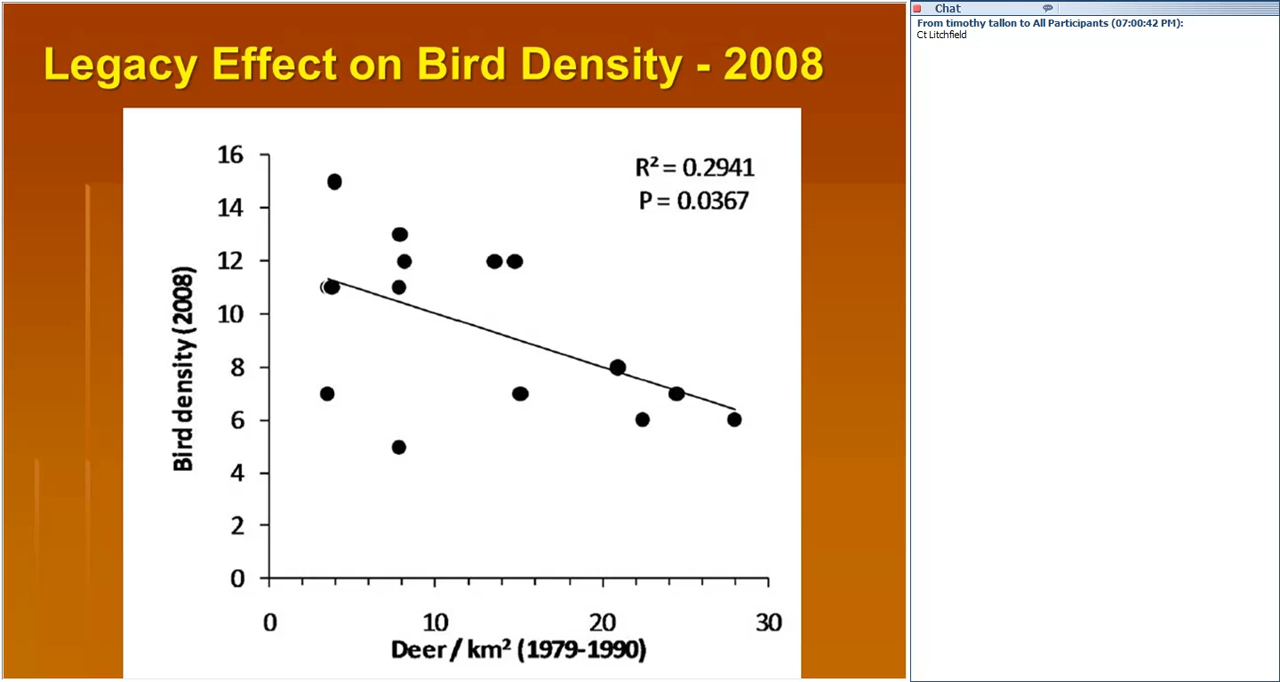 Legacy Effect on Bird Density - 2008
R² = 0.2941
P = 0.0367
16
14
12
10
8
6
4
2
0
Bird density (2008)
0 10 20 30
Deer / km² (1979-1990)
Chat
From timothy tallon to All Participants (07:00:42 PM):
Ct Litchfield